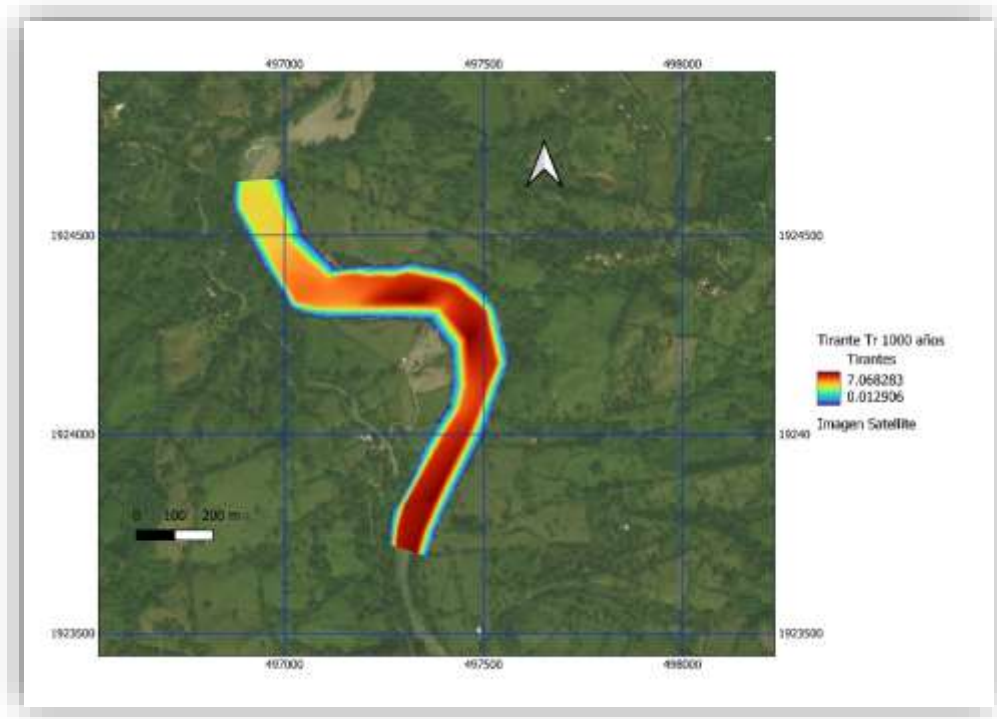 497000 497500 498000
1924500 1924500
Tirante Tr 1000 años
Tirantes
7.068283
0.012906
Imagen Satellite
1924000 19240
0 100 200 m
1923500 1923500
497000 497500 498000